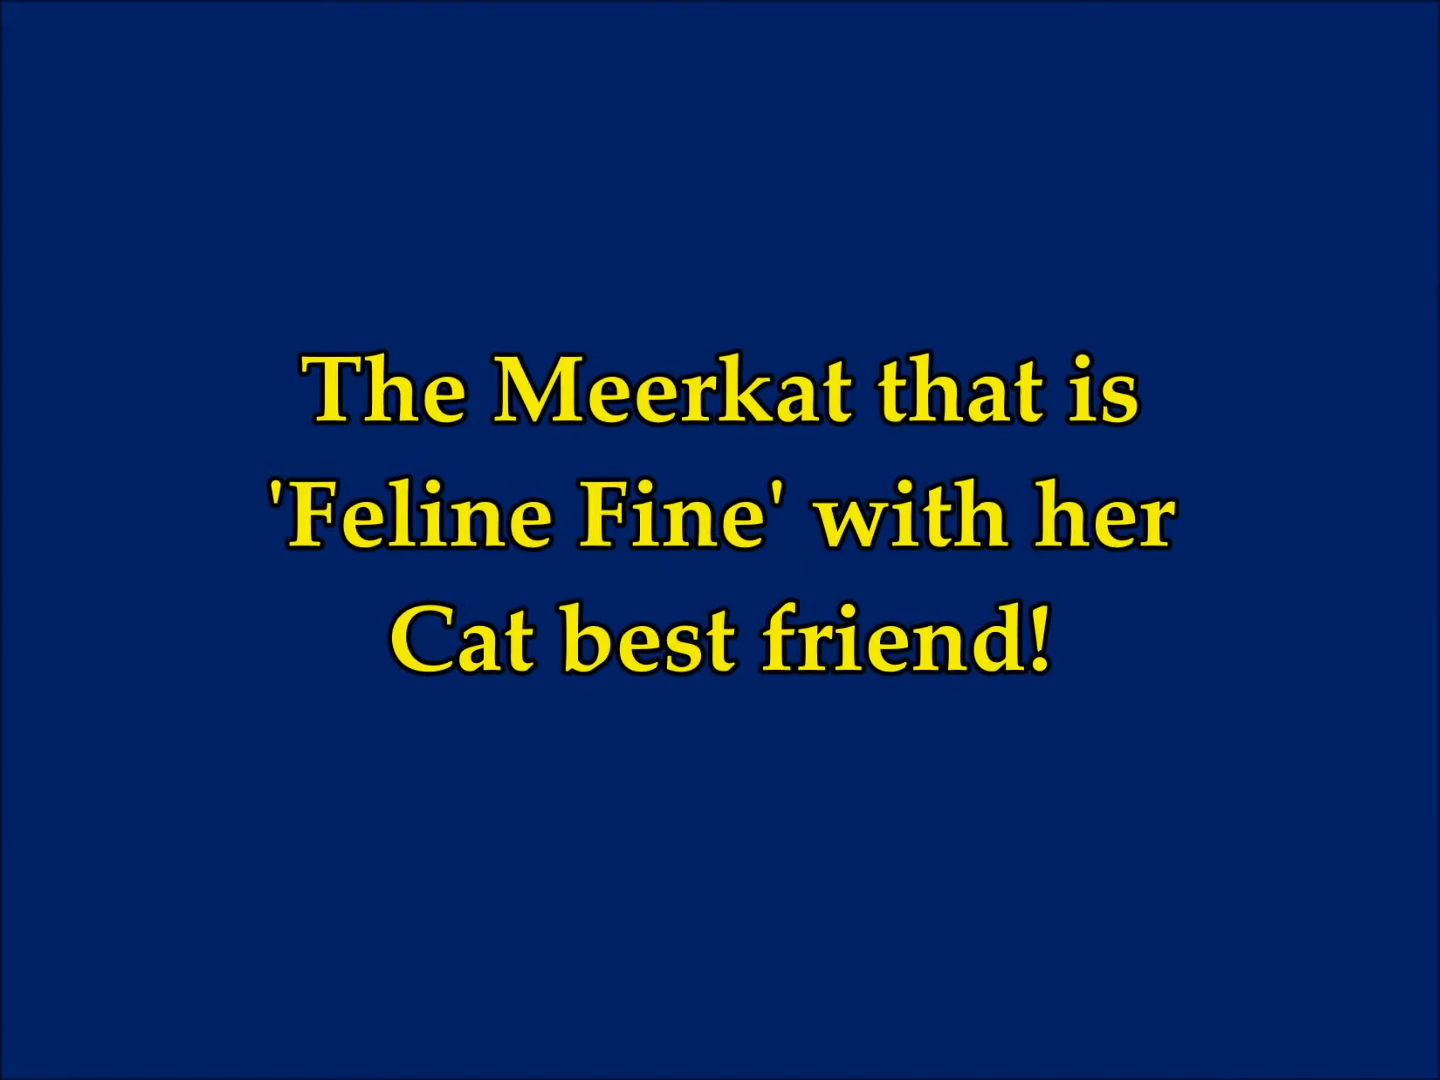 The Meerkat that is
'Feline Fine' with her
Cat best friend!